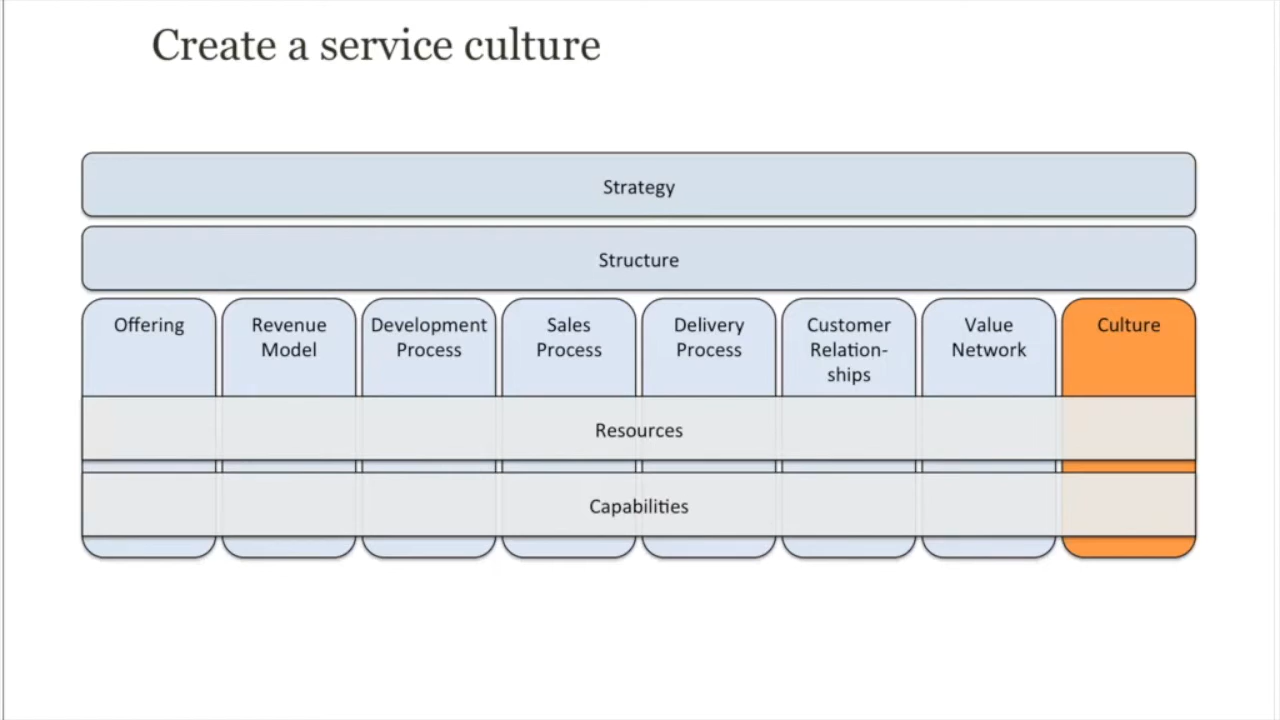 Create a service culture
Strategy
Structure
Offering
Revenue
Model
Development
Process
Sales
Process
Delivery
Process
Customer
Relation-
ships
Value
Network
Culture
Resources
Capabilities